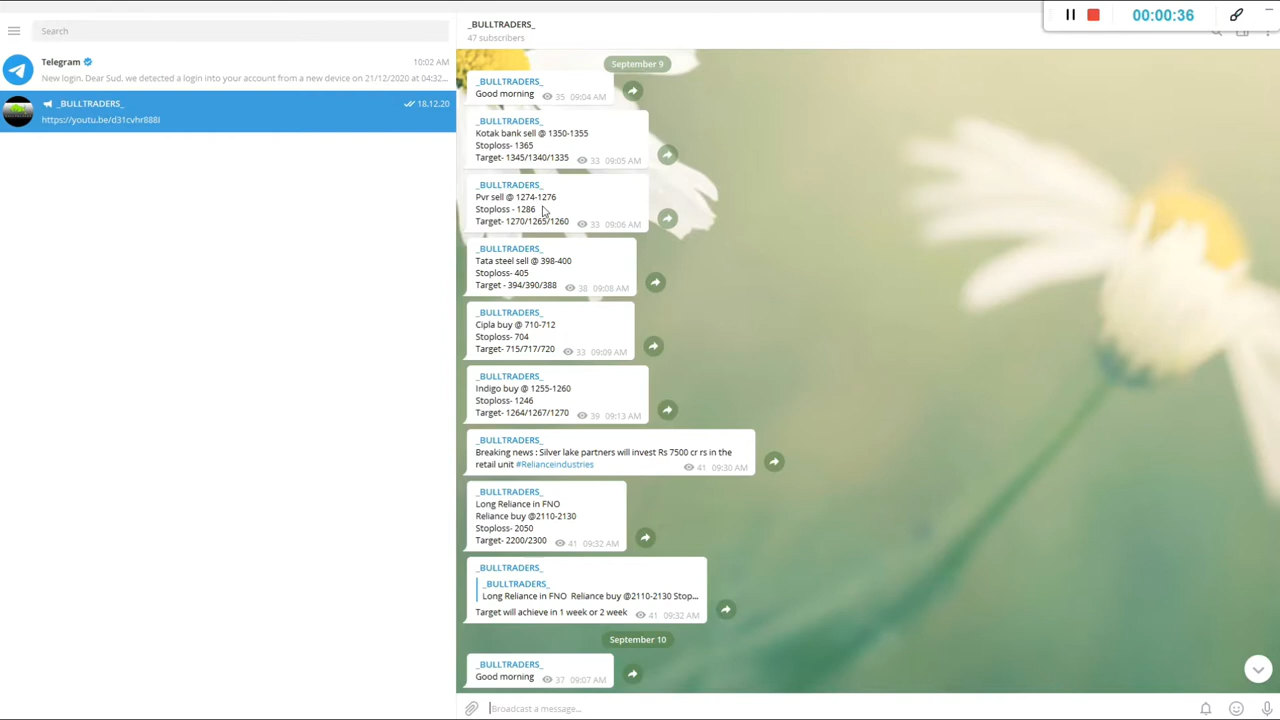 00:00:36
Search
Telegram
10:02 AM
New login. Dear Sud, we detected a login into your account from a new device on 21/12/2020 at 04:32...
_BULLTRADERS_
18.12.20
https://youtu.be/d31cvhr888I
_BULLTRADERS_
47 subscribers
September 9
_BULLTRADERS_
Good morning 35 09:04 AM
_BULLTRADERS_
Kotak bank sell @ 1350-1355
Stoploss- 1365
Target- 1345/1340/1335 33 09:05 AM
_BULLTRADERS_
Pvr sell @ 1274-1276
Stoploss - 1286
Target- 1270/1265/1260 33 09:06 AM
_BULLTRADERS_
Tata steel sell @ 398-400
Stoploss- 405
Target - 394/390/388 38 09:08 AM
_BULLTRADERS_
Cipla buy @ 710-712
Stoploss- 704
Target- 715/717/720 33 09:09 AM
_BULLTRADERS_
Indigo buy @ 1255-1260
Stoploss- 1246
Target- 1264/1267/1270 39 09:13 AM
_BULLTRADERS_
Breaking news : Silver lake partners will invest Rs 7500 cr rs in the
retail unit #Relianceindustries 41 09:30 AM
_BULLTRADERS_
Long Reliance in FNO
Reliance buy @2110-2130
Stoploss- 2050
Target- 2200/2300 41 09:32 AM
_BULLTRADERS_
_BULLTRADERS_
Long Reliance in FNO Reliance buy @2110-2130 Stop...
Target will achieve in 1 week or 2 week 41 09:32 AM
September 10
_BULLTRADERS_
Good morning 37 09:07 AM
Broadcast a message...